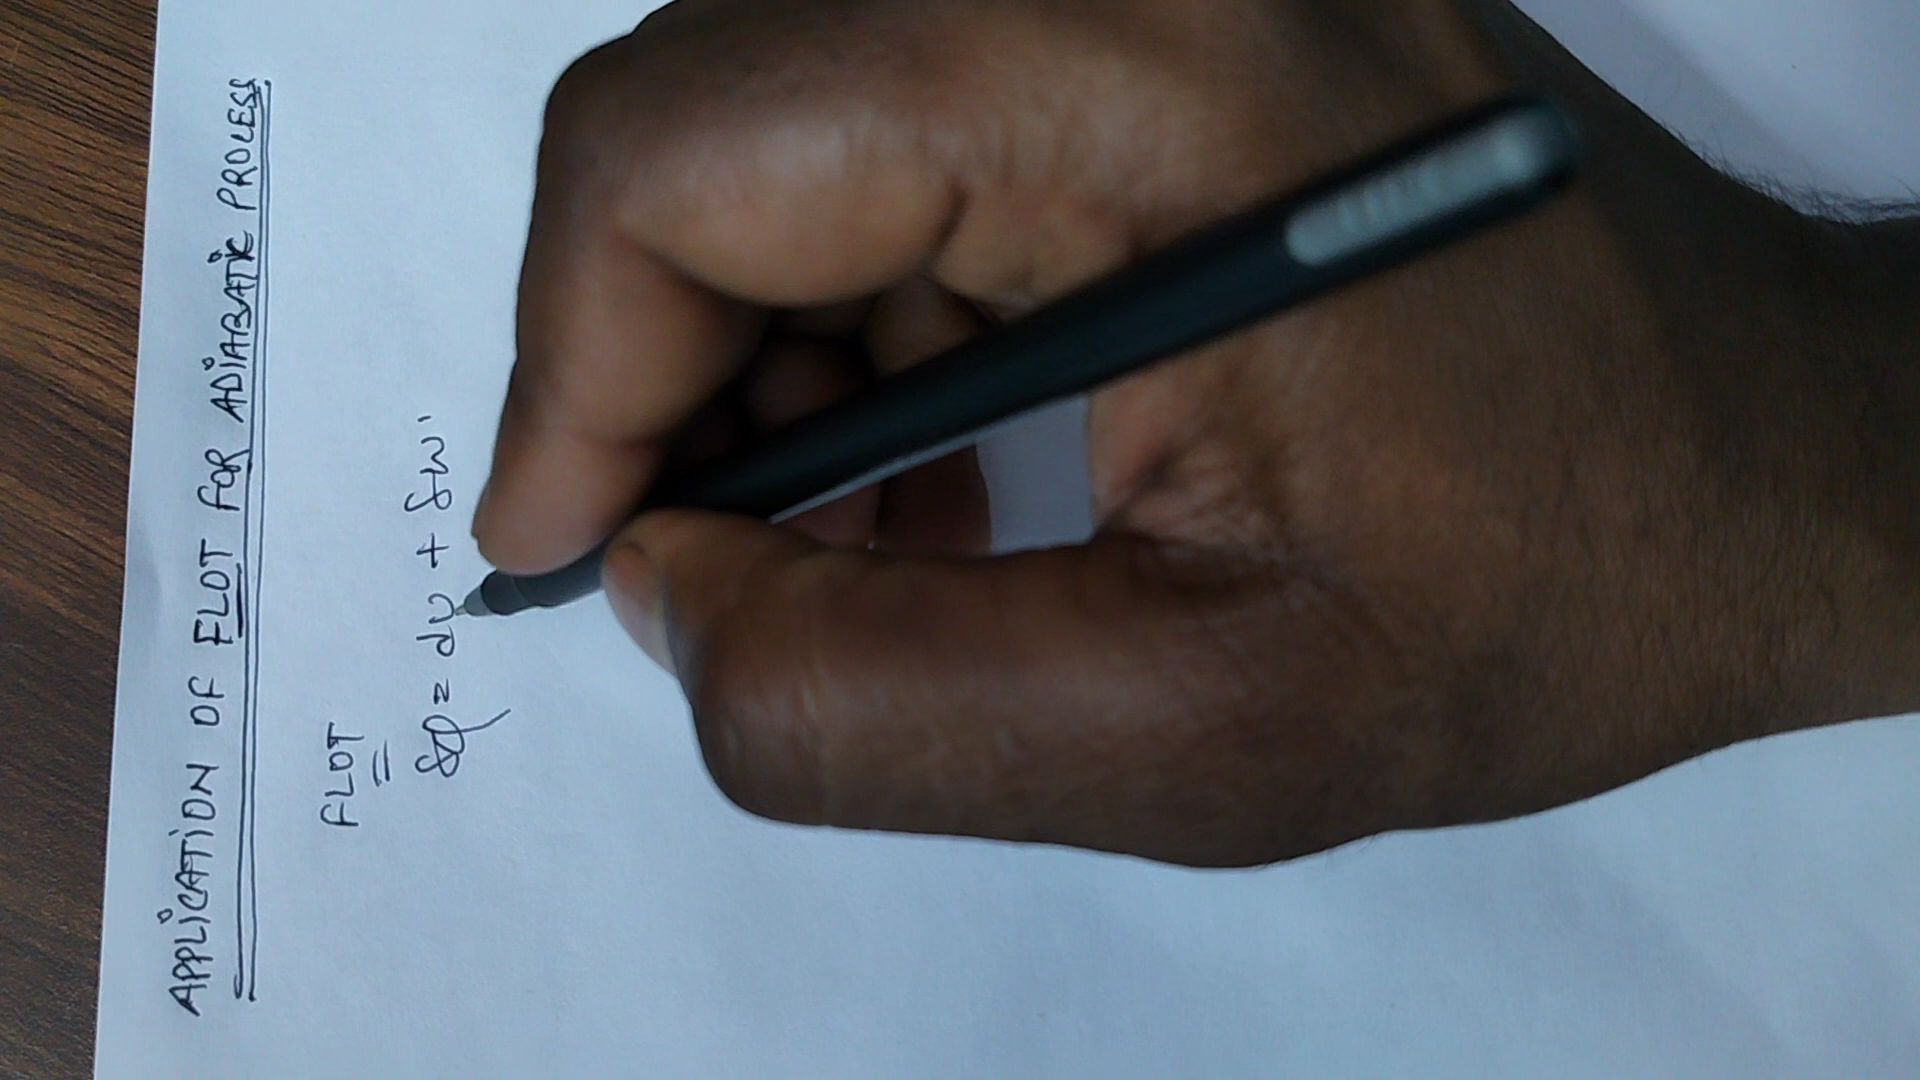 APPLICATION OF FLOT FOR ADIABATIC PROCESS
FLOT
δQ = dU + δW